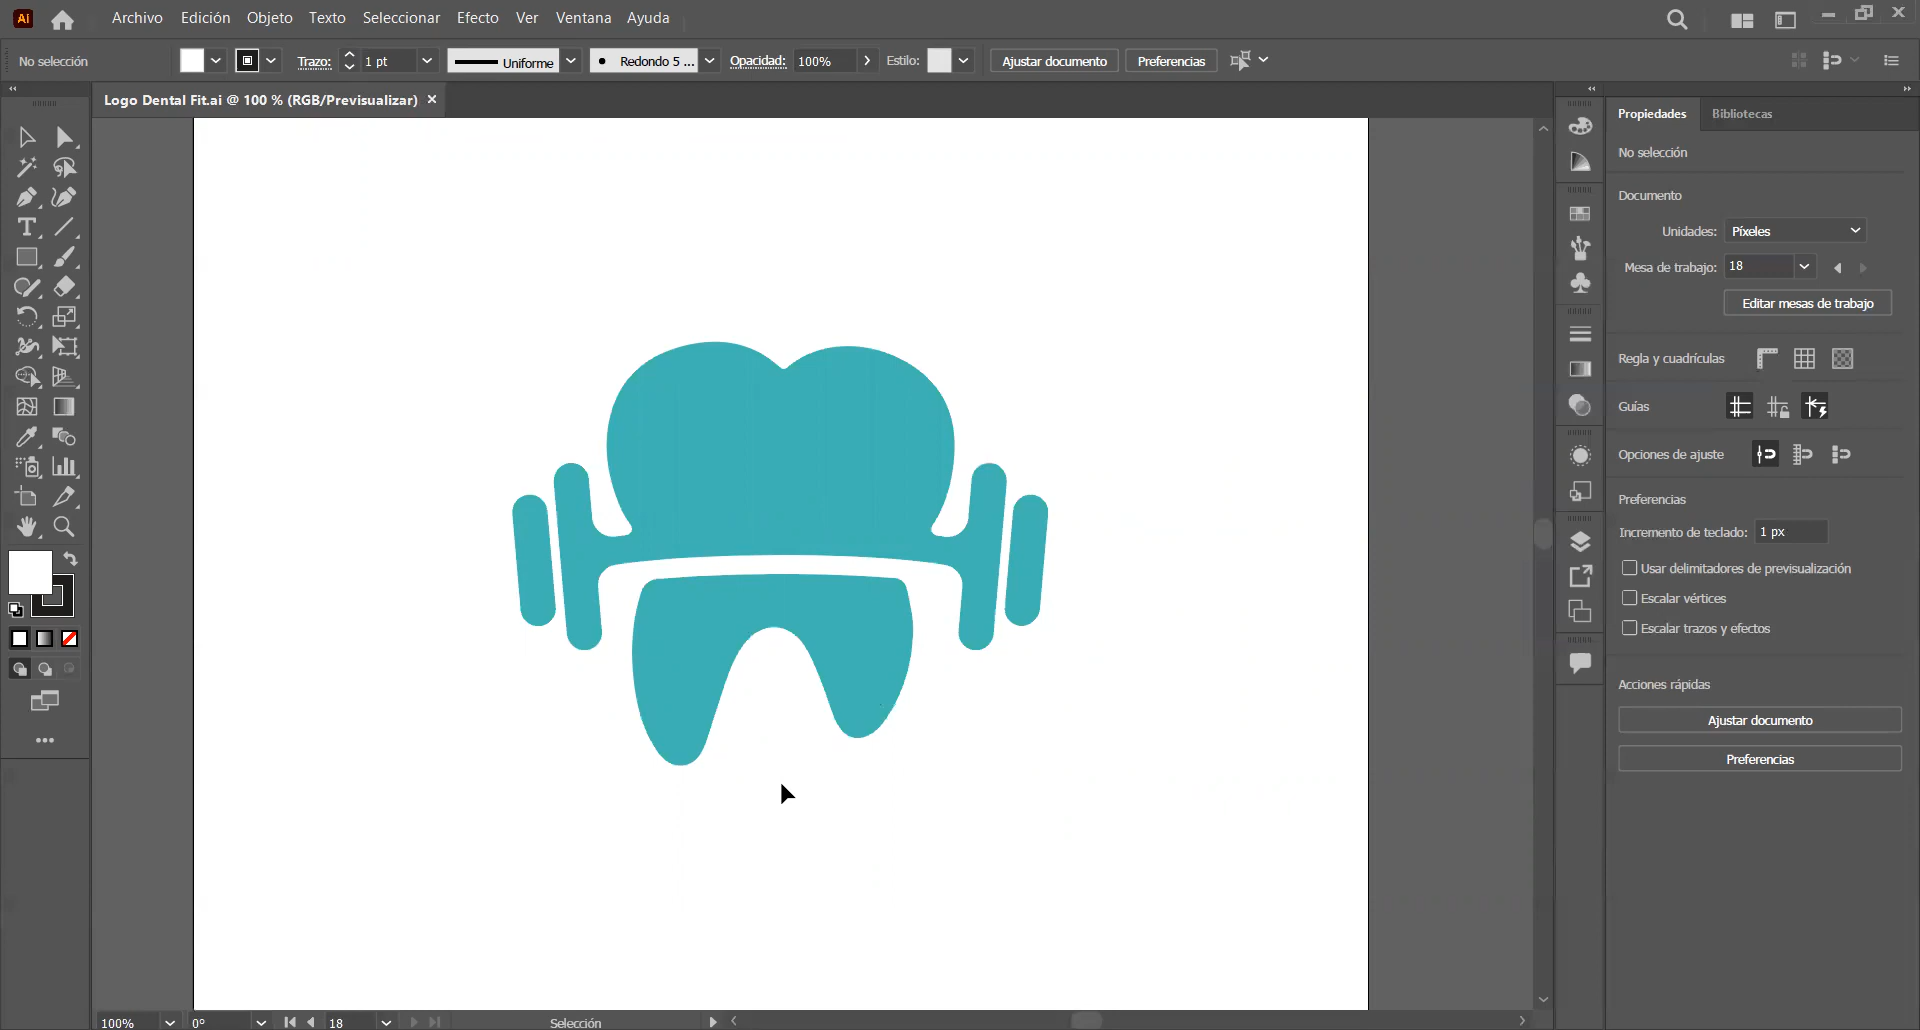 Ai Archivo Edición Objeto Texto Seleccionar Efecto Ver Ventana Ayuda
No selección Trazo: 1 pt Uniforme Redondo 5 ... Opacidad: 100% Estilo: Ajustar documento Preferencias
Logo Dental Fit.ai @ 100 % (RGB/Previsualizar)
Propiedades Bibliotecas
No selección
Documento
Unidades: Píxeles
Mesa de trabajo: 18
Editar mesas de trabajo
Regla y cuadrículas
Guías
Opciones de ajuste
Preferencias
Incremento de teclado: 1 px
Usar delimitadores de previsualización
Escalar vértices
Escalar trazos y efectos
Acciones rápidas
Ajustar documento
Preferencias
100% 0° 18 Selección